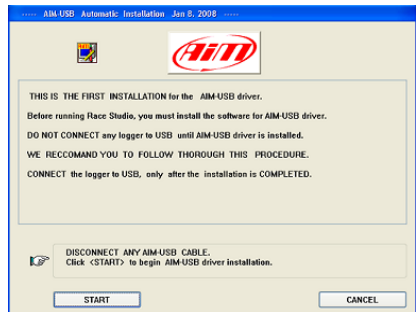 ..... AIM-USB Automatic Installation Jan 8, 2008 .....
AiM
THIS IS THE FIRST INSTALLATION for the AIM-USB driver.
Before running Race Studio, you must install the software for AIM-USB driver.
DO NOT CONNECT any logger to USB until AIM-USB driver is installed.
WE RECCOMAND YOU TO FOLLOW THOROUGH THIS PROCEDURE.
CONNECT the logger to USB, only after the installation is COMPLETED.
DISCONNECT ANY AIM-USB CABLE.
Click <START> to begin AIM-USB driver installation.
START CANCEL